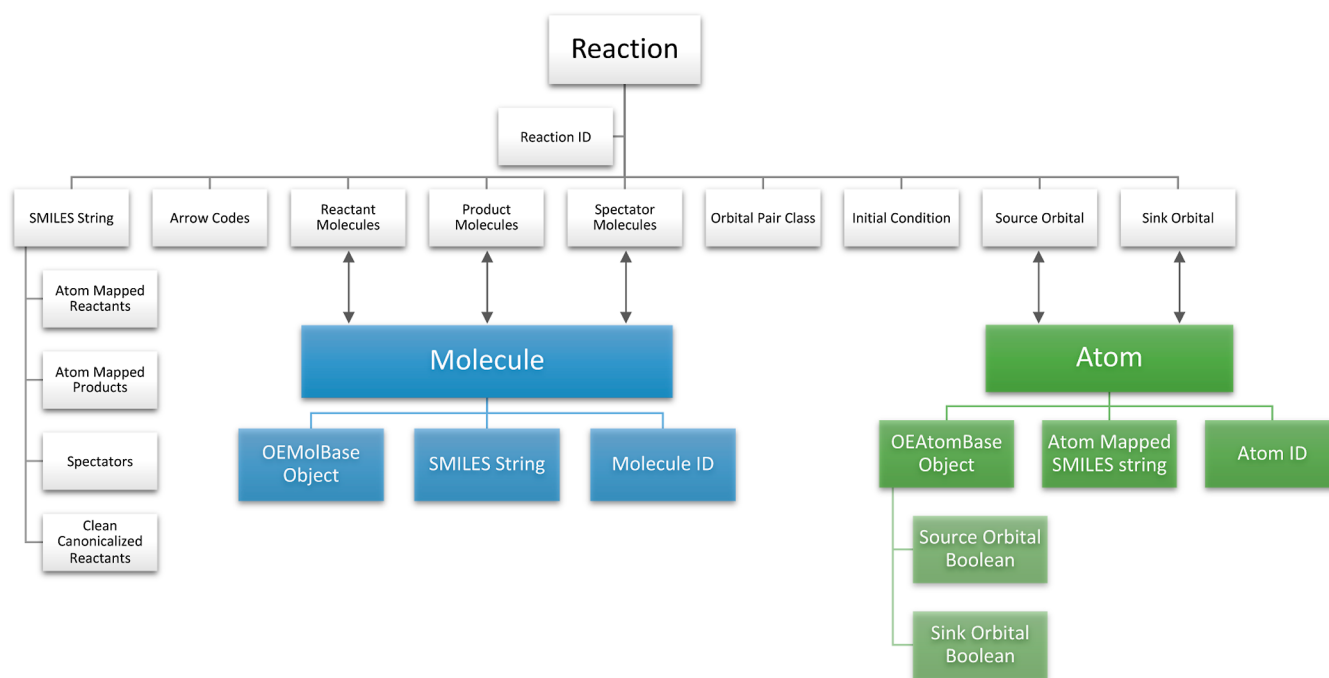 Reaction
Reaction ID
SMILES String
Arrow Codes
Reactant
Molecules
Product
Molecules
Spectator
Molecules
Orbital Pair Class
Initial Condition
Source Orbital
Sink Orbital
Atom Mapped
Reactants
Atom Mapped
Products
Spectators
Clean
Canonicalized
Reactants
Molecule
OEMolBase
Object
SMILES String
Molecule ID
Atom
OEAtomBase
Object
Atom Mapped
SMILES string
Atom ID
Source Orbital
Boolean
Sink Orbital
Boolean